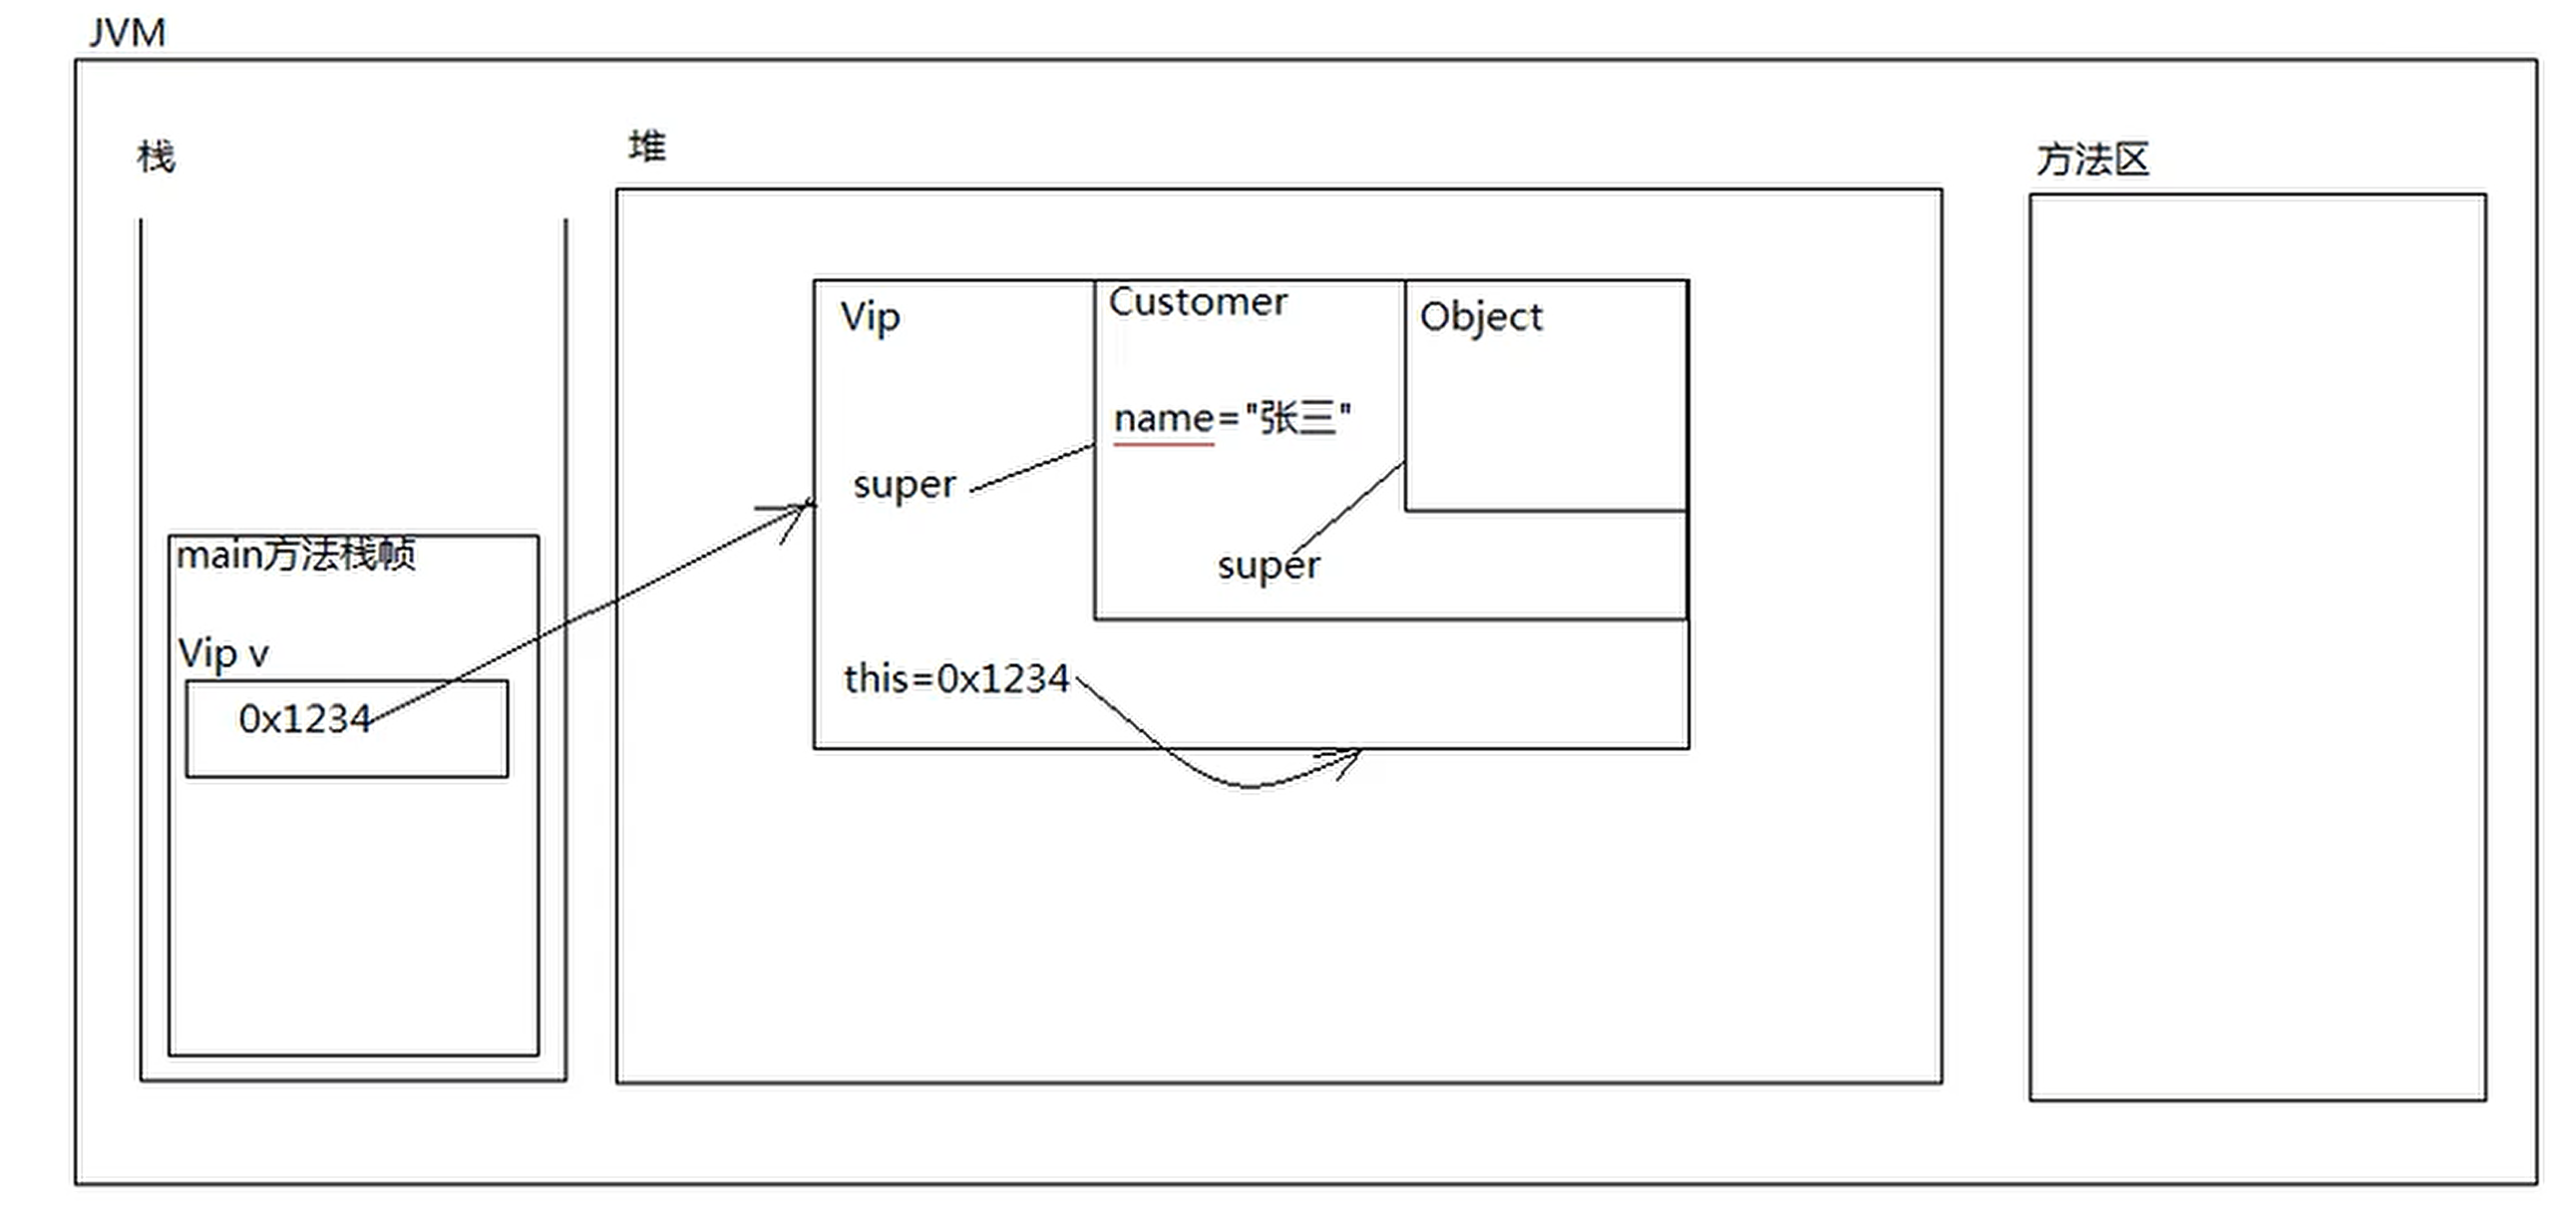 JVM
栈
堆
方法区
Vip
Customer
Object
name="张三"
super
super
main方法栈帧
Vip v
0x1234
this=0x1234